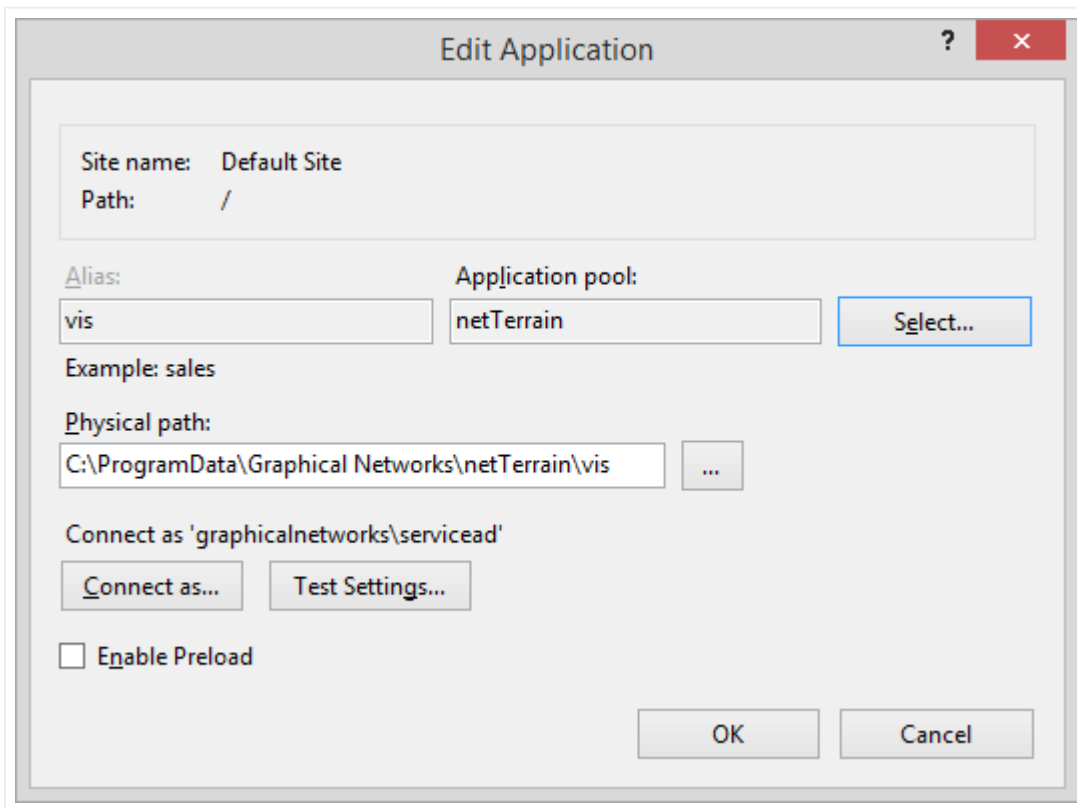 Edit Application
?
Site name: Default Site
Path: /
Alias: Application pool:
vis netTerrain Select...
Example: sales
Physical path:
C:\ProgramData\Graphical Networks\netTerrain\vis ...
Connect as 'graphicalnetworks\servicead'
Connect as... Test Settings...
Enable Preload
OK Cancel